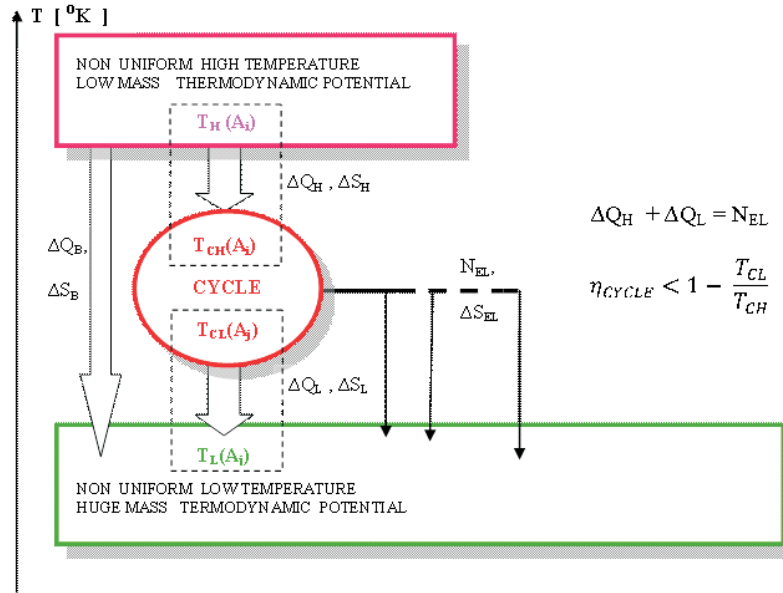 T [ ⁰K ]
NON UNIFORM HIGH TEMPERATURE
LOW MASS THERMODYNAMIC POTENTIAL
T_H (A_i)
ΔQ_H , ΔS_H
ΔQ_B,
ΔS_B
T_CH(A_i)
CYCLE
T_CL(A_j)
N_EL,
ΔS_EL
ΔQ_H + ΔQ_L = N_EL
η_CYCLE < 1 − T_CL / T_CH
ΔQ_L , ΔS_L
T_L(A_i)
NON UNIFORM LOW TEMPERATURE
HUGE MASS TERMODYNAMIC POTENTIAL